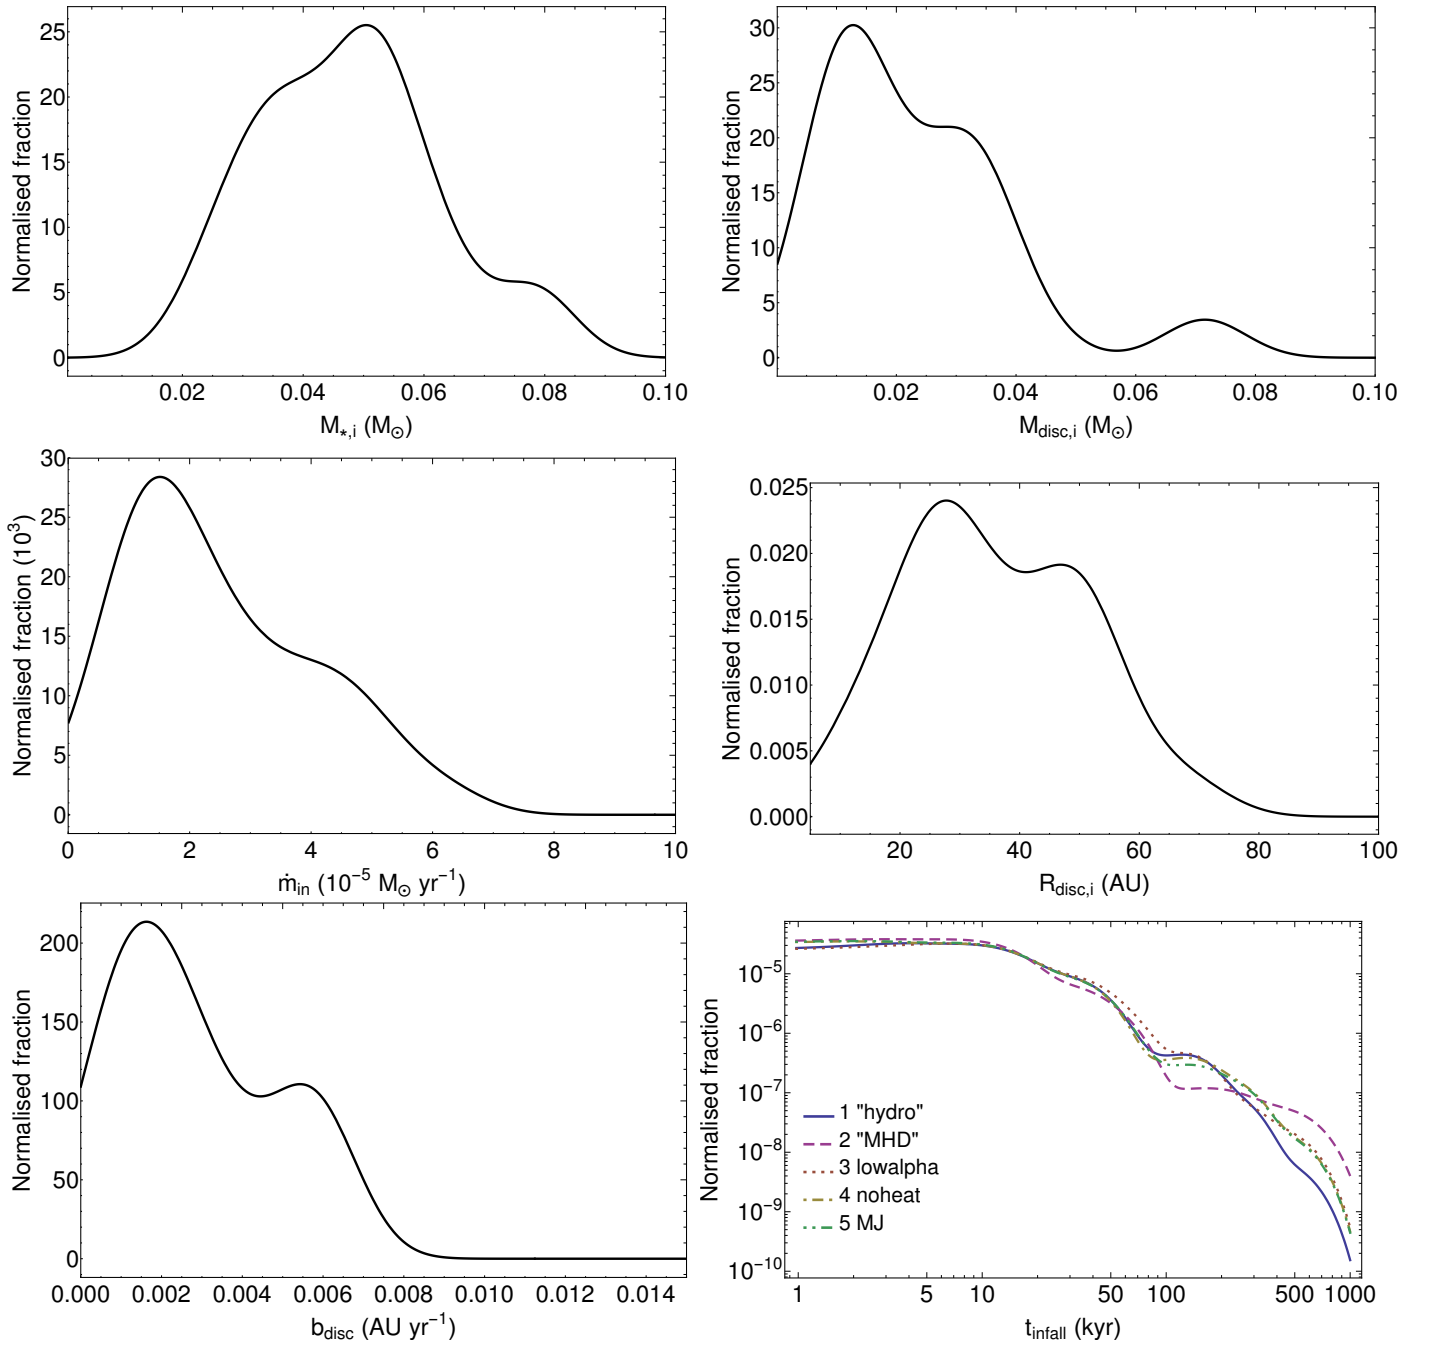 Normalised fraction
25
20
15
10
5
0
0.02 0.04 0.06 0.08 0.10
M*,i (M⊙)
Normalised fraction
30
25
20
15
10
5
0
0.02 0.04 0.06 0.08 0.10
Mdisc,i (M⊙)
Normalised fraction (10³)
30
25
20
15
10
5
0
0 2 4 6 8 10
ṁin (10⁻⁵ M⊙ yr⁻¹)
Normalised fraction
0.025
0.020
0.015
0.010
0.005
0.000
20 40 60 80 100
Rdisc,i (AU)
Normalised fraction
200
150
100
50
0
0.000 0.002 0.004 0.006 0.008 0.010 0.012 0.014
bdisc (AU yr⁻¹)
Normalised fraction
10⁻⁵
10⁻⁶
10⁻⁷
10⁻⁸
10⁻⁹
10⁻¹⁰
1 "hydro"
2 "MHD"
3 lowalpha
4 noheat
5 MJ
1 5 10 50 100 500 1000
tinfall (kyr)